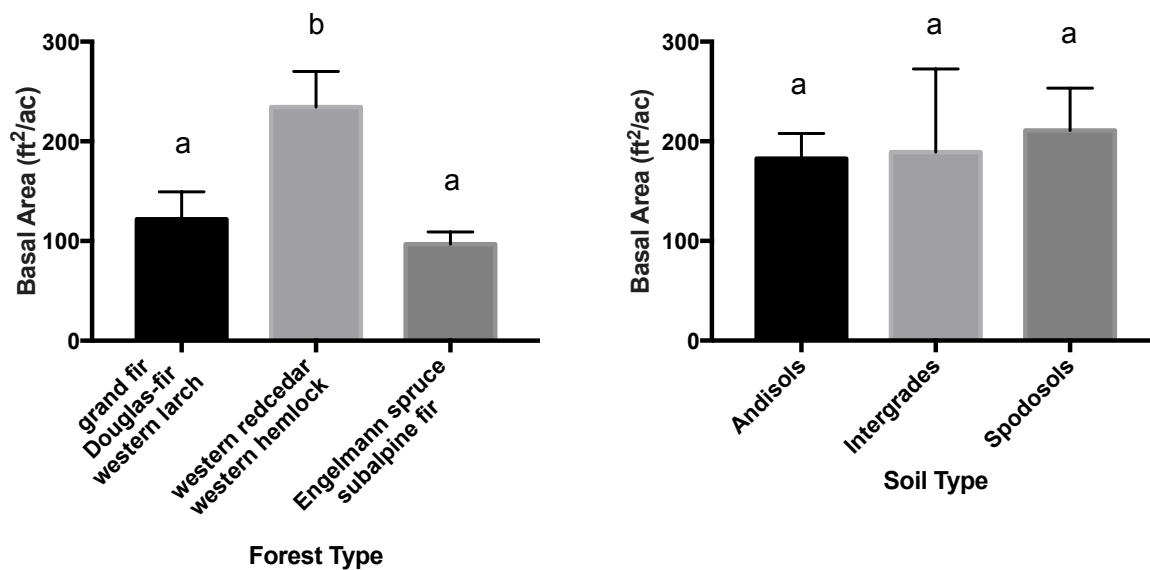 b
a
a
300
200
100
0
Basal Area (ft²/ac)
grand fir
Douglas-fir
western larch
western redcedar
western hemlock
Engelmann spruce
subalpine fir
Forest Type
a
a
a
300
200
100
0
Basal Area (ft²/ac)
Andisols
Intergrades
Spodosols
Soil Type